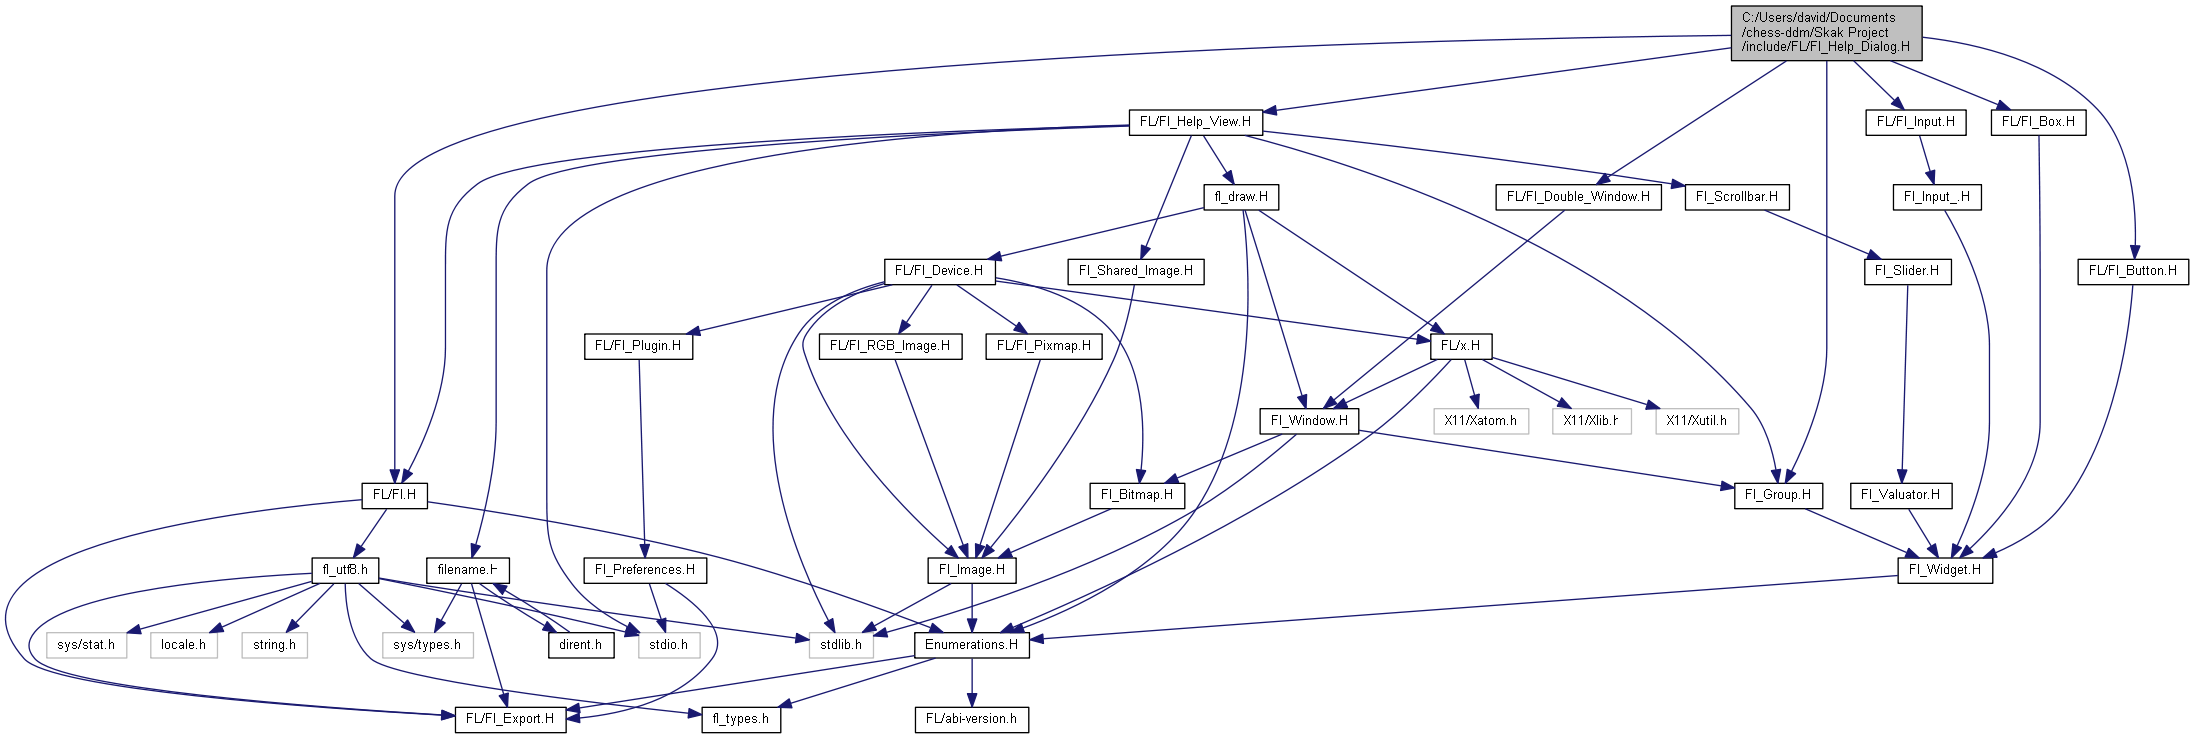 C:/Users/david/Documents
/chess-ddm/Skak Project
/include/FL/Fl_Help_Dialog.H
FL/Fl_Help_View.H
FL/Fl_Input.H
FL/Fl_Box.H
fl_draw.H
FL/Fl_Double_Window.H
Fl_Scrollbar.H
Fl_Input_.H
FL/Fl_Device.H
Fl_Shared_Image.H
Fl_Slider.H
FL/Fl_Button.H
FL/Fl_Plugin.H
FL/Fl_RGB_Image.H
FL/Fl_Pixmap.H
FL/x.H
Fl_Window.H
X11/Xatom.h
X11/Xlib.h
X11/Xutil.h
FL/Fl.H
Fl_Bitmap.H
Fl_Group.H
Fl_Valuator.H
fl_utf8.h
filename.H
Fl_Preferences.H
Fl_Image.H
Fl_Widget.H
sys/stat.h
locale.h
string.h
sys/types.h
dirent.h
stdio.h
stdlib.h
Enumerations.H
FL/Fl_Export.H
fl_types.h
FL/abi-version.h